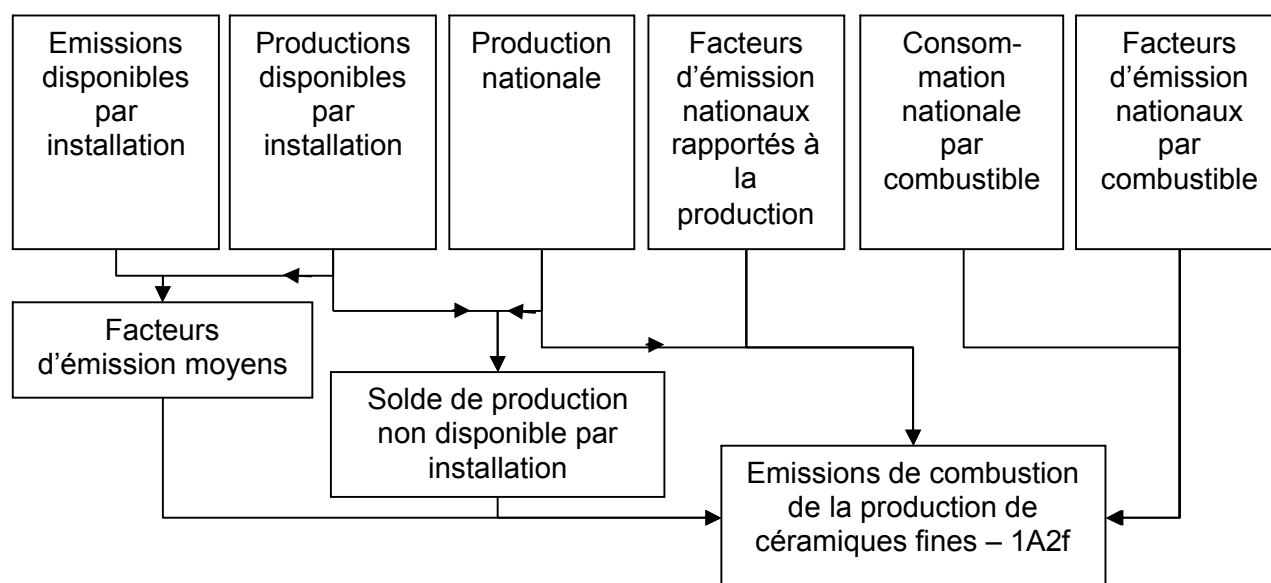 Emissions
disponibles
par
installation
Productions
disponibles
par
installation
Production
nationale
Facteurs
d’émission
nationaux
rapportés à
la
production
Consom-
mation
nationale
par
combustible
Facteurs
d’émission
nationaux
par
combustible
Facteurs
d’émission moyens
Solde de production
non disponible par
installation
Emissions de combustion
de la production de
céramiques fines – 1A2f